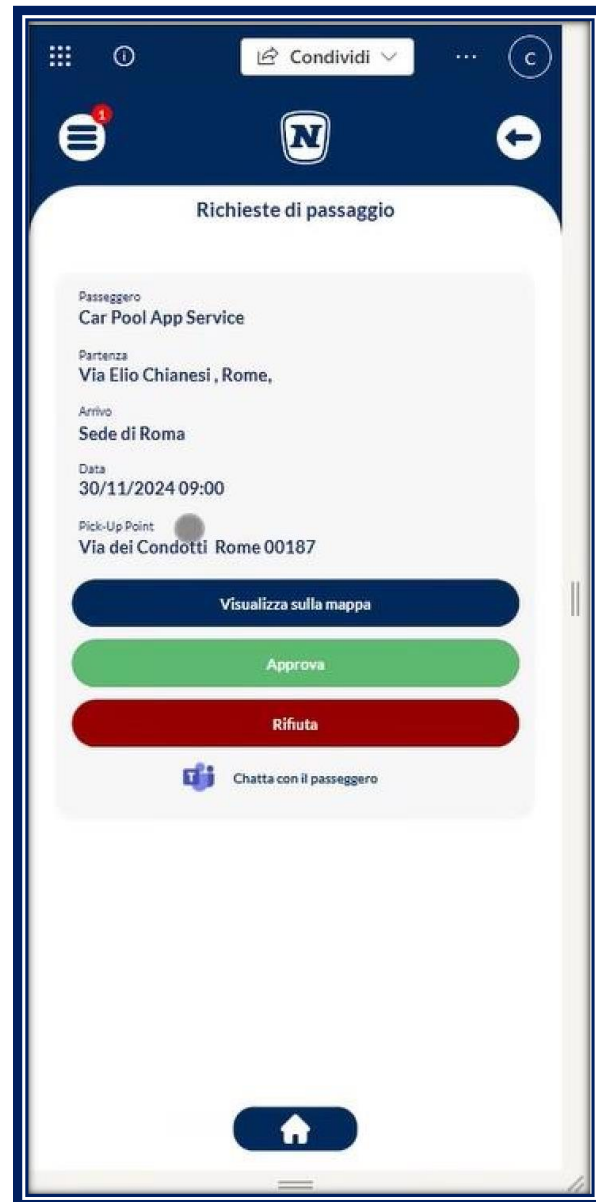 Condividi
C
1
N
Richieste di passaggio
Passeggero
Car Pool App Service
Partenza
Via Elio Chianesi , Rome,
Arrivo
Sede di Roma
Data
30/11/2024 09:00
Pick-Up Point
Via dei Condotti Rome 00187
Visualizza sulla mappa
Approva
Rifiuta
Chatta con il passeggero